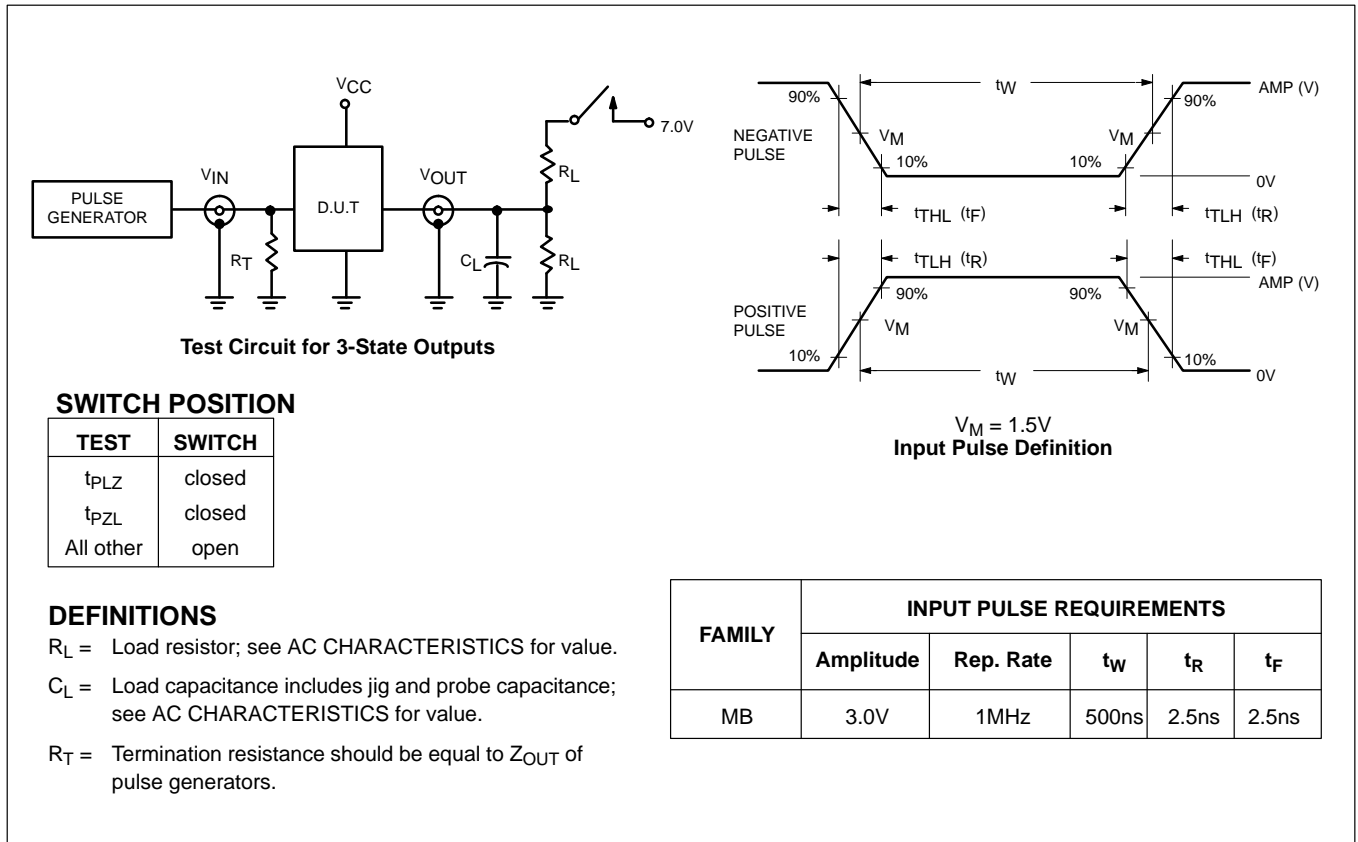 VCC
7.0V
RL
VIN
VOUT
PULSE
GENERATOR
D.U.T
RT
CL
RL
Test Circuit for 3-State Outputs
90%
tW
90%
AMP (V)
NEGATIVE
PULSE
VM
VM
10%
10%
0V
tTHL (tF)
tTLH (tR)
tTLH (tR)
tTHL (tF)
AMP (V)
90%
90%
POSITIVE
PULSE
VM
VM
10%
10%
tW
0V
VM = 1.5V
Input Pulse Definition
SWITCH POSITION
TEST SWITCH
tPLZ closed
tPZL closed
All other open
DEFINITIONS
RL = Load resistor; see AC CHARACTERISTICS for value.
CL = Load capacitance includes jig and probe capacitance;
see AC CHARACTERISTICS for value.
RT = Termination resistance should be equal to ZOUT of
pulse generators.
FAMILY
INPUT PULSE REQUIREMENTS
Amplitude Rep. Rate tW tR tF
MB 3.0V 1MHz 500ns 2.5ns 2.5ns